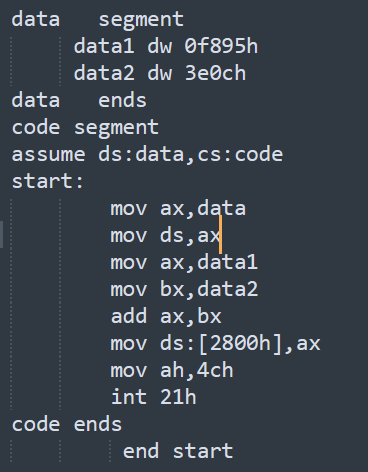 data   segment
     data1 dw 0f895h
     data2 dw 3e0ch
data   ends
code segment
assume ds:data,cs:code
start:
        mov ax,data
        mov ds,ax
        mov ax,data1
        mov bx,data2
        add ax,bx
        mov ds:[2800h],ax
        mov ah,4ch
        int 21h
code ends
         end start